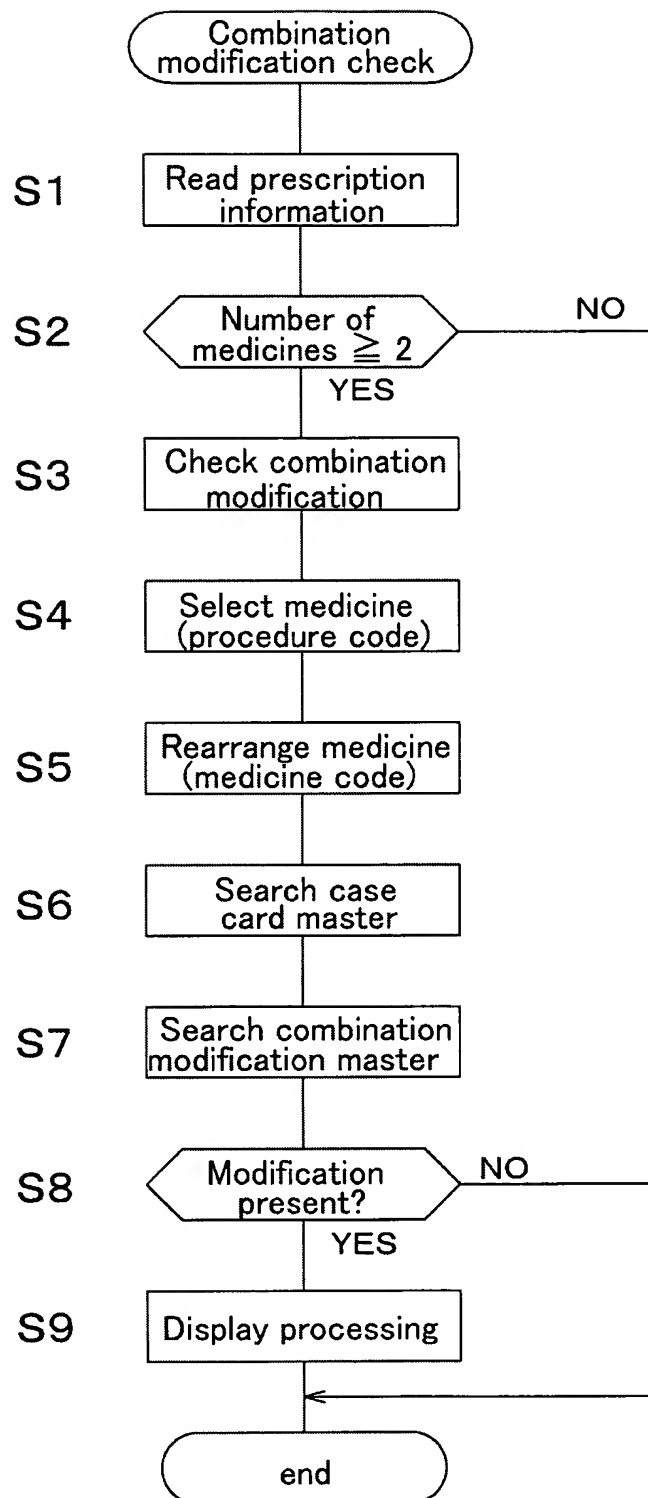 Combination
modification check
S1
Read prescription
information
S2
Number of
medicines ≧ 2
NO
YES
S3
Check combination
modification
S4
Select medicine
(procedure code)
S5
Rearrange medicine
(medicine code)
S6
Search case
card master
S7
Search combination
modification master
S8
Modification
present?
NO
YES
S9
Display processing
end